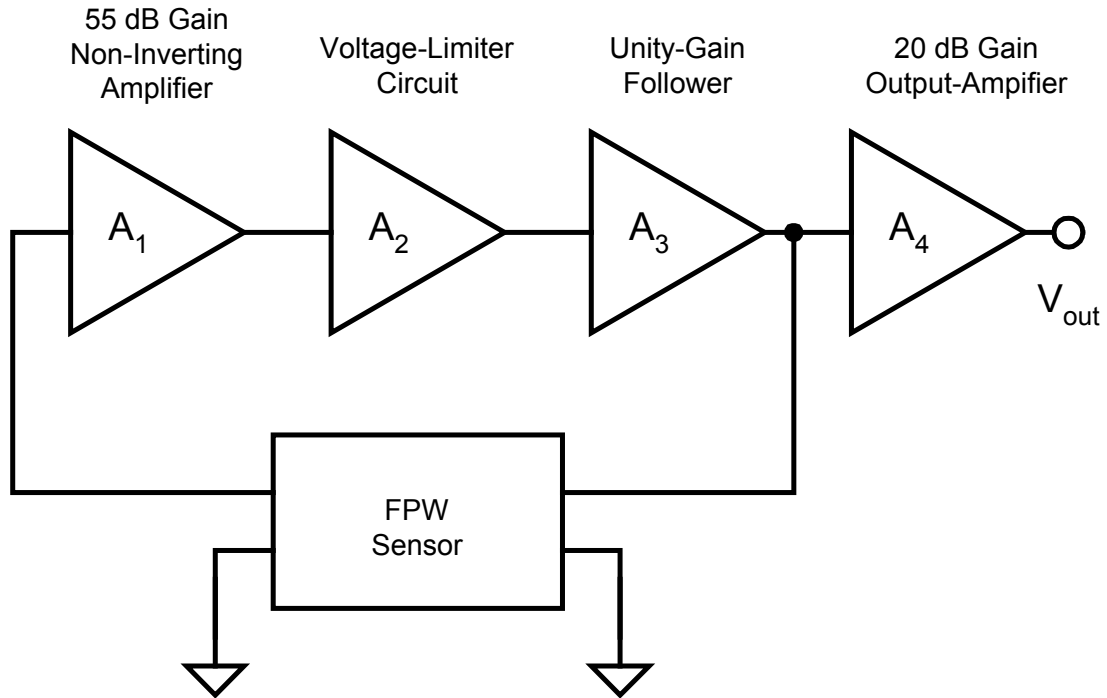 55 dB Gain
Non-Inverting
Amplifier
Voltage-Limiter
Circuit
Unity-Gain
Follower
20 dB Gain
Output-Ampifier
A1
A2
A3
A4
Vout
FPW
Sensor